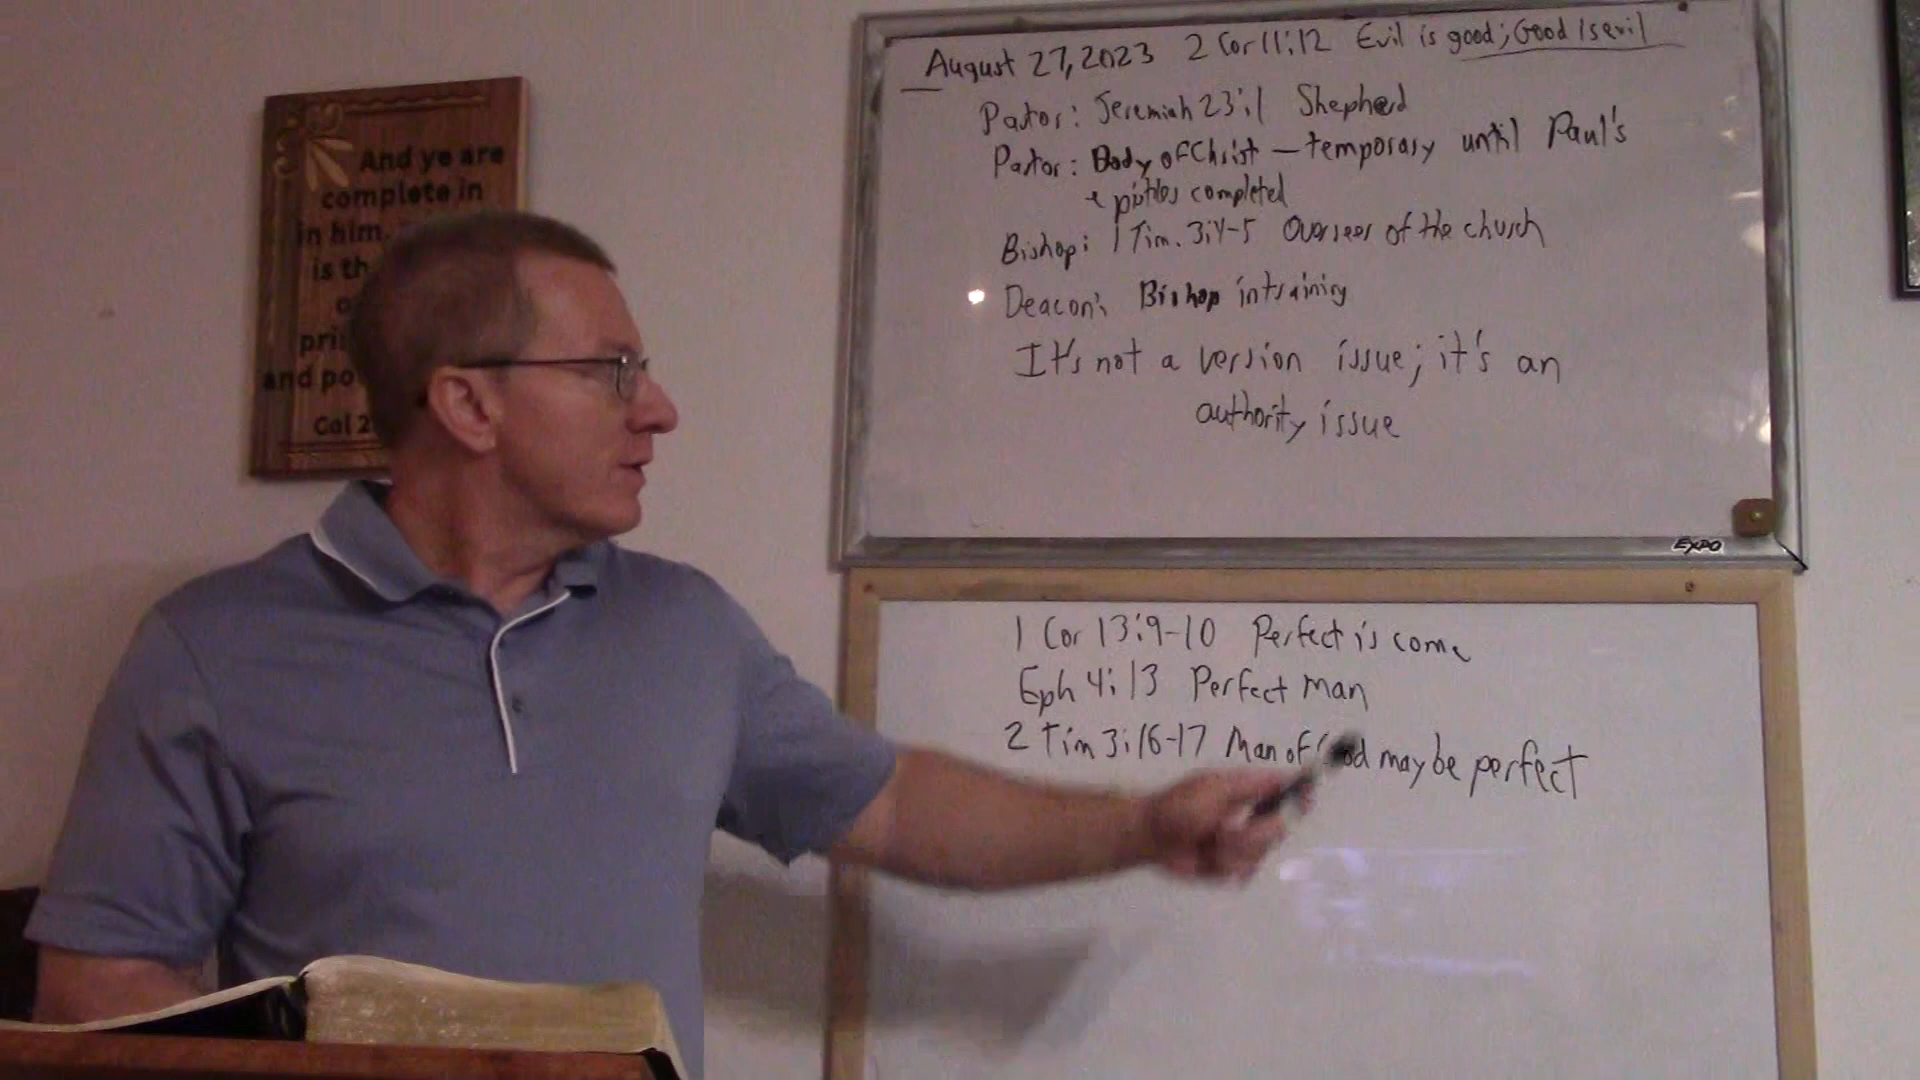 And ye are
complete in
in him,
is th
o
pri
and po
Col 2
August 27, 2023 2 Cor 11:12 Evil is good; Good is evil
Pastor: Jeremiah 23:1 Shepherd
Pastor: Body of Christ — temporary until Paul's
epistles completed
Bishop: 1 Tim. 3:4-5 Overseer of the church
Deacon: Bishop in training
It's not a version issue; it's an
authority issue
EXPO
1 Cor 13:9-10 Perfect is come
Eph 4:13 Perfect man
2 Tim 3:16-17 Man of God may be perfect